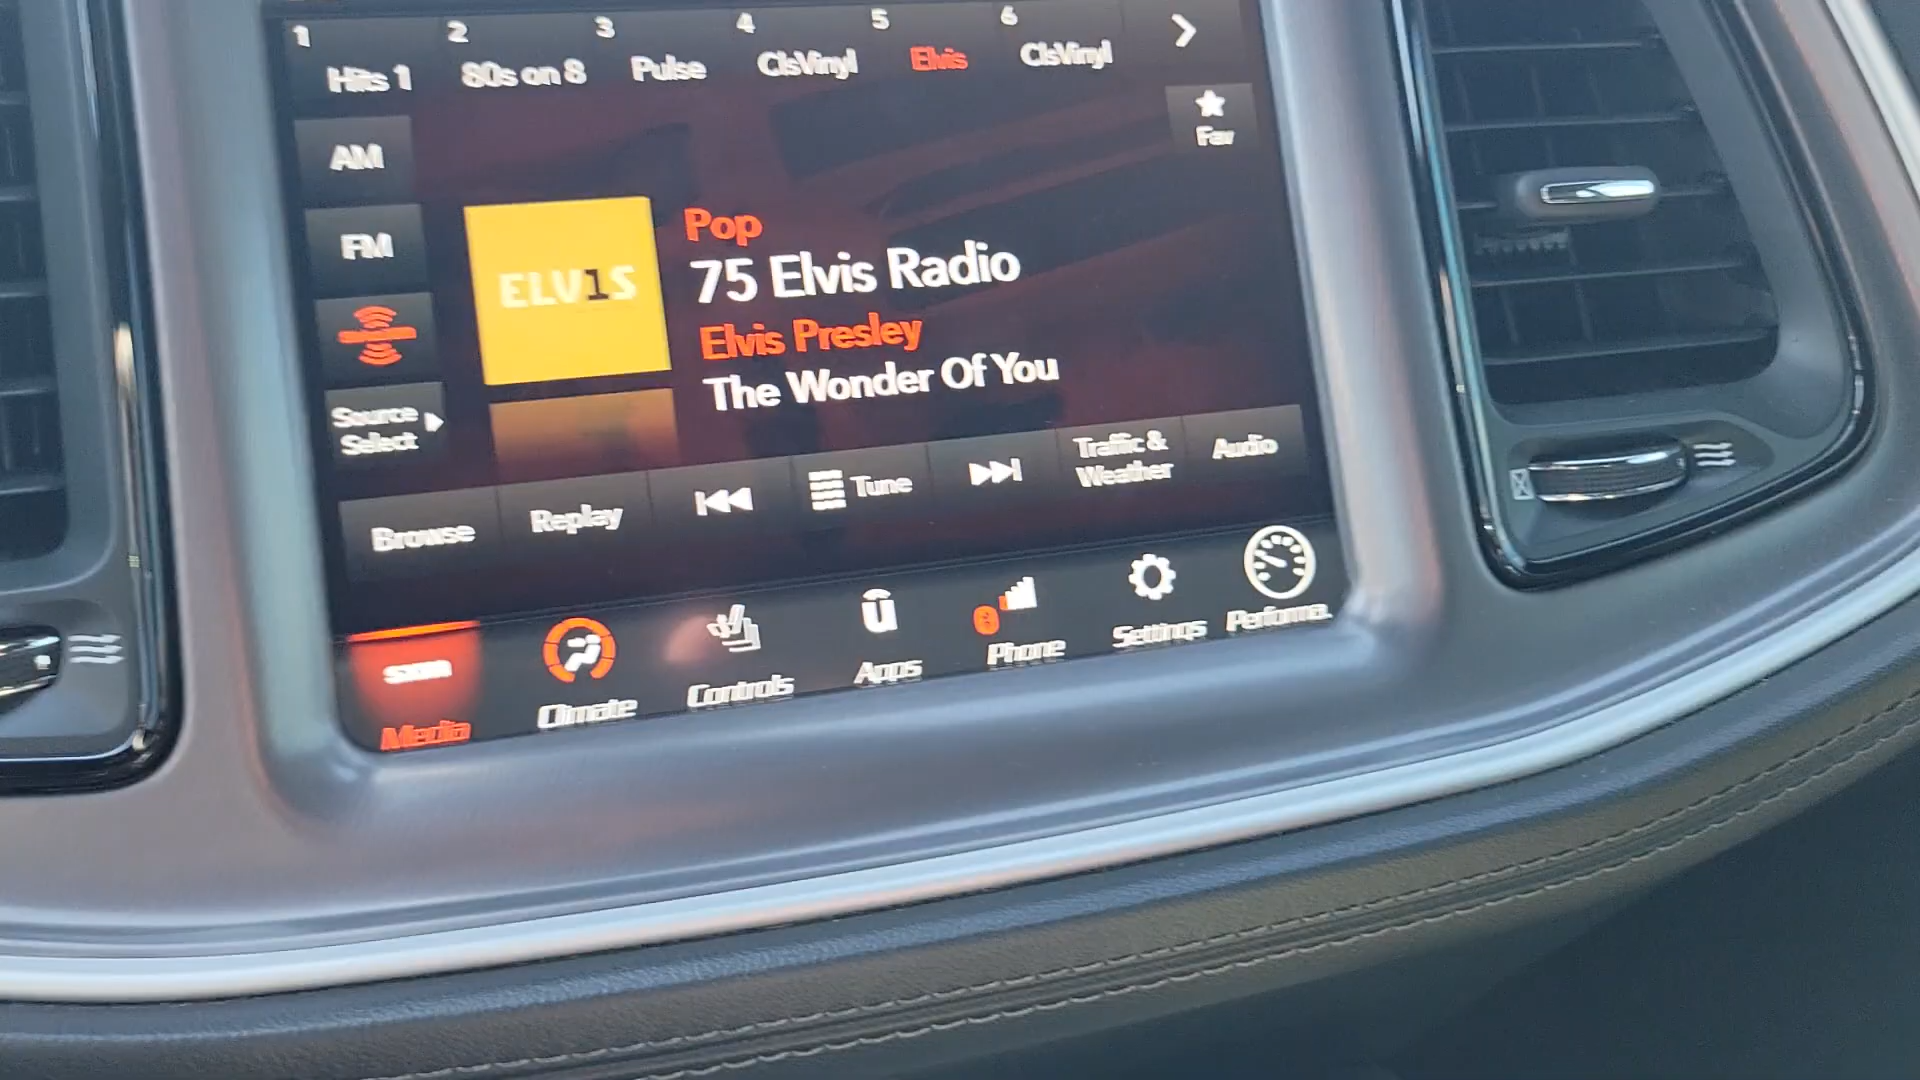 1 2 3 4 5 6
Hits 1 80s on 8 Pulse ClsVinyl Elvis ClsVinyl
AM
Fav
FM
ELV1S
Pop
75 Elvis Radio
Elvis Presley
The Wonder Of You
Source
Select
Browse Replay Tune Traffic &
Weather Audio
SXM
Media Climate Controls Apps Phone Settings Performa..